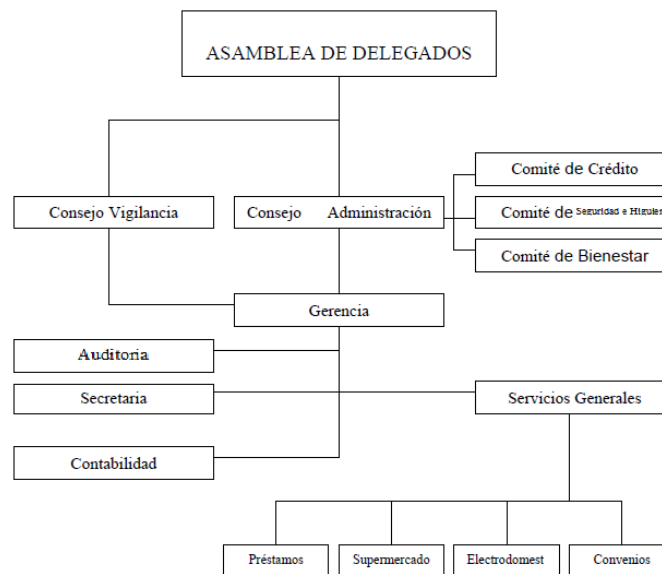 ASAMBLEA DE DELEGADOS
Comité de Crédito
Consejo Vigilancia
Consejo Administración
Comité de Seguridad e Higuien
Comité de Bienestar
Gerencia
Auditoria
Secretaria
Servicios Generales
Contabilidad
Préstamos
Supermercado
Electrodomest
Convenios